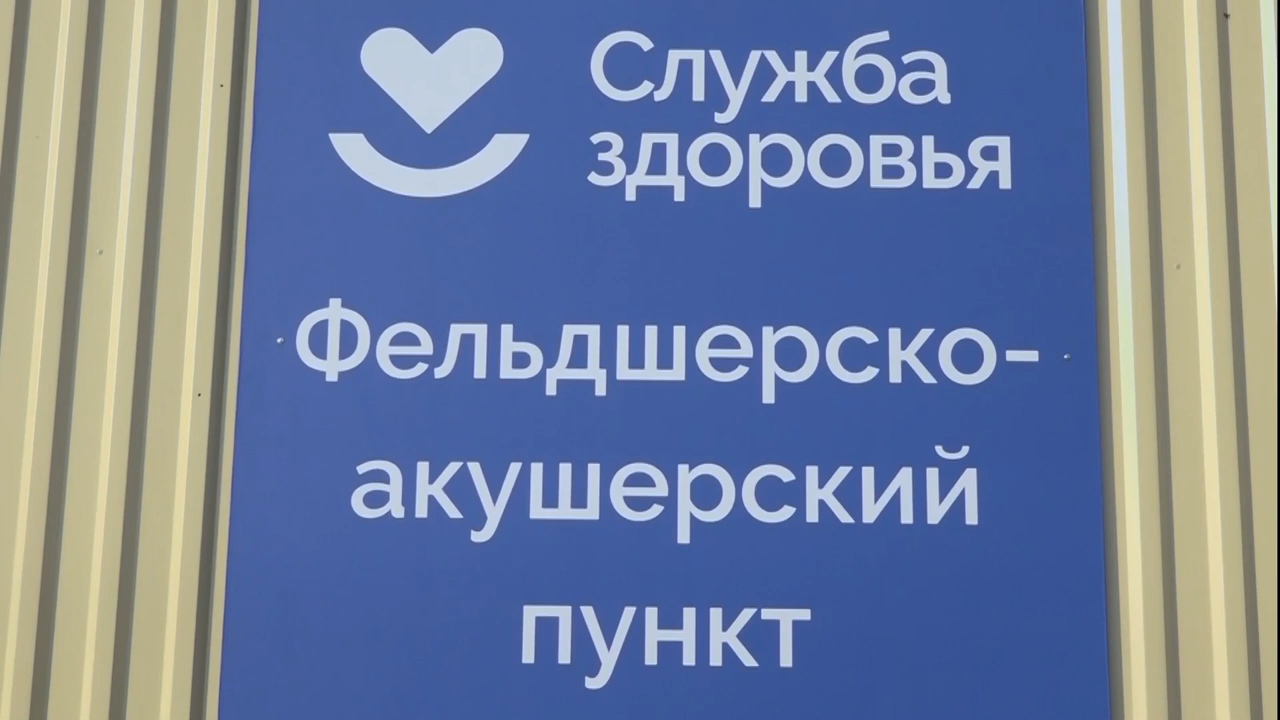 Служба
здоровья
Фельдшерско-
акушерский
пункт